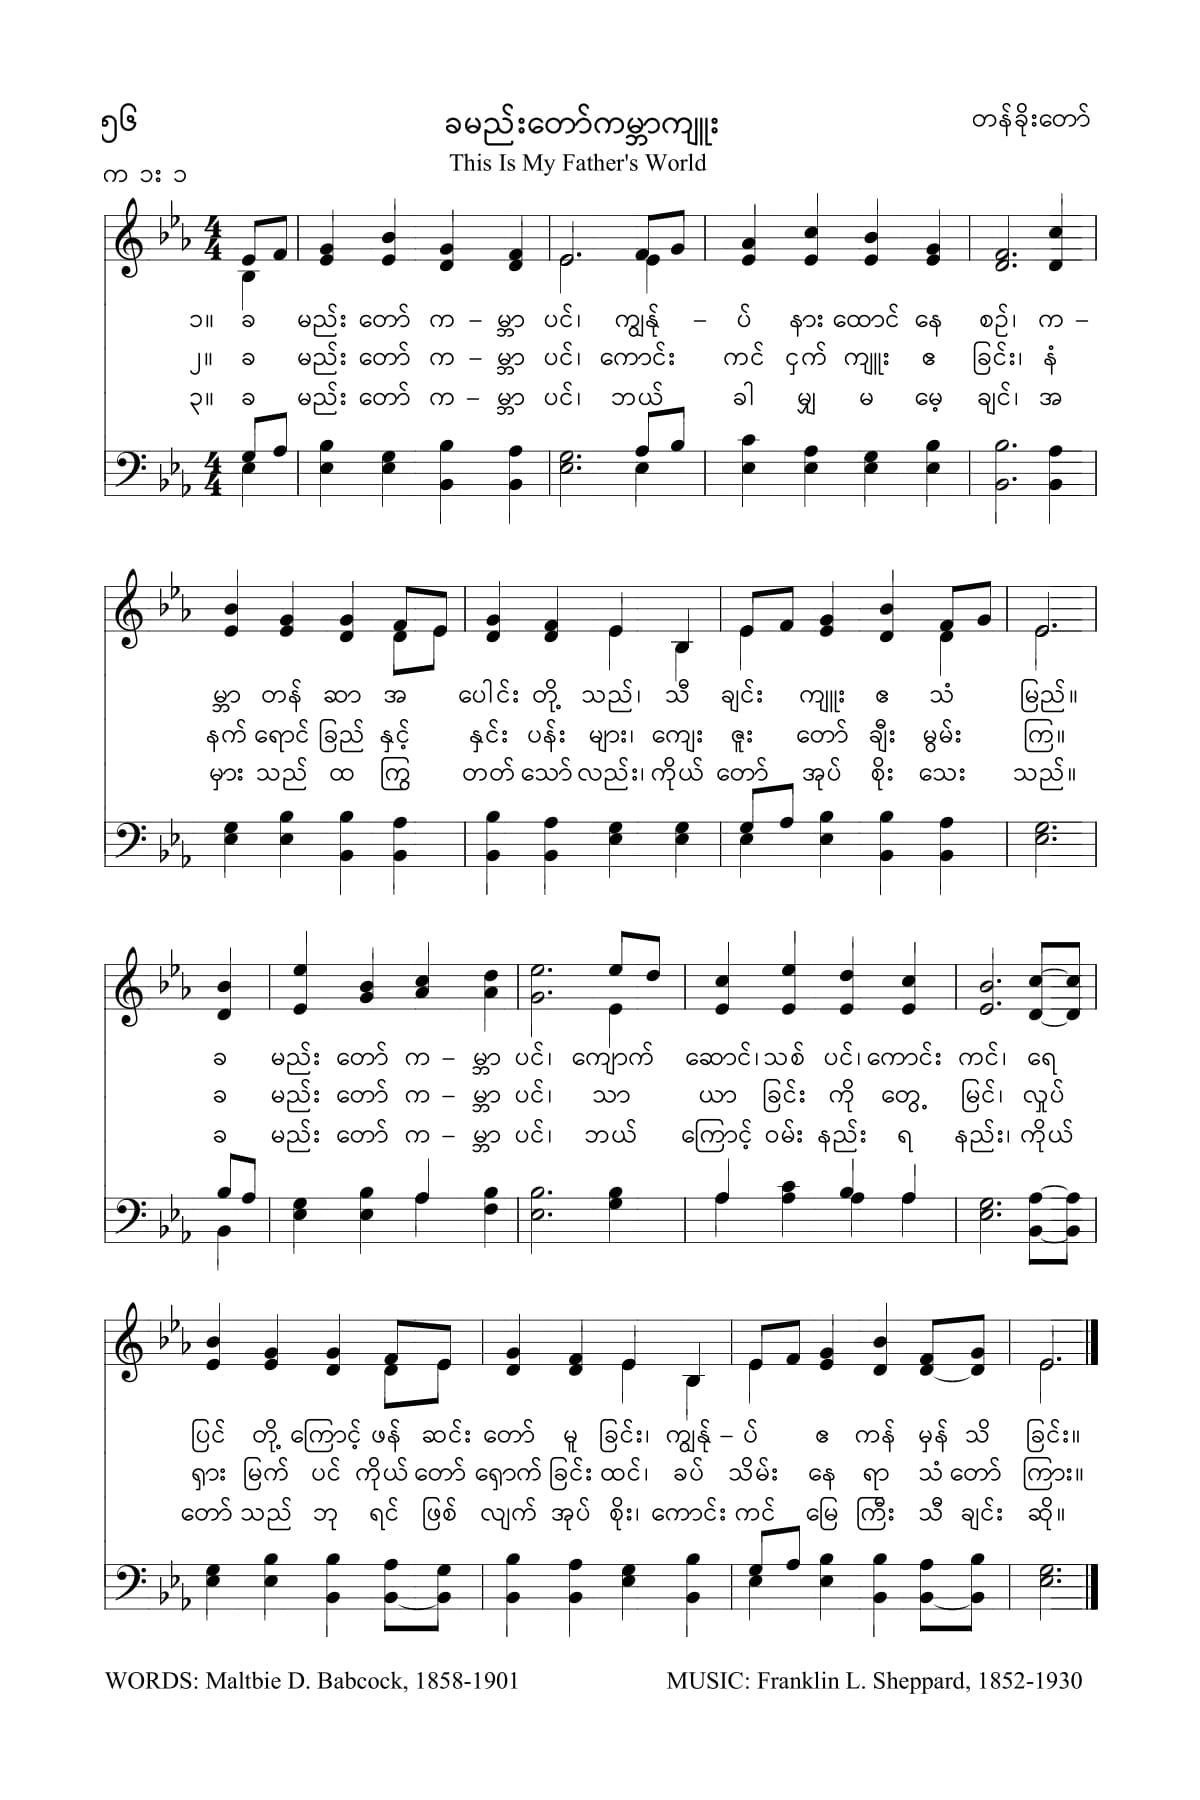 ၅၆
ခမည်းတော်ကမ္ဘာကျူး
တန်ခိုးတော်
This Is My Father's World
က ၁း ၁
၁။ ခ မည်း တော် က – မ္ဘာ ပင်၊ ကျွန်ု – ပ် နား ထောင် နေ စဉ်၊ က –
၂။ ခ မည်း တော် က – မ္ဘာ ပင်၊ ကောင်း ကင် ငှက် ကျူး ဧ ခြင်း၊ နံ
၃။ ခ မည်း တော် က – မ္ဘာ ပင်၊ ဘယ် ခါ မျှ မ မေ့ ချင်၊ အ
မ္ဘာ တန် ဆာ အ ပေါင်း တို့ သည်၊ သီ ချင်း ကျူး ဧ သံ မြည်။
နက် ရောင် ခြည် နှင့် နှင်း ပန်း များ၊ ကျေး ဇူး တော် ချီး မွမ်း ကြ။
မှား သည် ထ ကြွ တတ် သော် လည်း၊ ကိုယ် တော် အုပ် စိုး သေး သည်။
ခ မည်း တော် က – မ္ဘာ ပင်၊ ကျောက် ဆောင်၊ သစ် ပင်၊ ကောင်း ကင်၊ ရေ
ခ မည်း တော် က – မ္ဘာ ပင်၊ သာ ယာ ခြင်း ကို တွေ့ မြင်၊ လှုပ်
ခ မည်း တော် က – မ္ဘာ ပင်၊ ဘယ် ကြောင့် ဝမ်း နည်း ရ နည်း၊ ကိုယ်
ပြင် တို့ ကြောင့် ဖန် ဆင်း တော် မူ ခြင်း၊ ကျွန်ု – ပ် ဧ ကန် မှန် သိ ခြင်း။
ရှား မြက် ပင် ကိုယ် တော် ရှောက် ခြင်း ထင်၊ ခပ် သိမ်း နေ ရာ သံ တော် ကြား။
တော် သည် ဘု ရင် ဖြစ် လျက် အုပ် စိုး၊ ကောင်း ကင် မြေ ကြီး သီ ချင်း ဆို။
WORDS: Maltbie D. Babcock, 1858-1901
MUSIC: Franklin L. Sheppard, 1852-1930